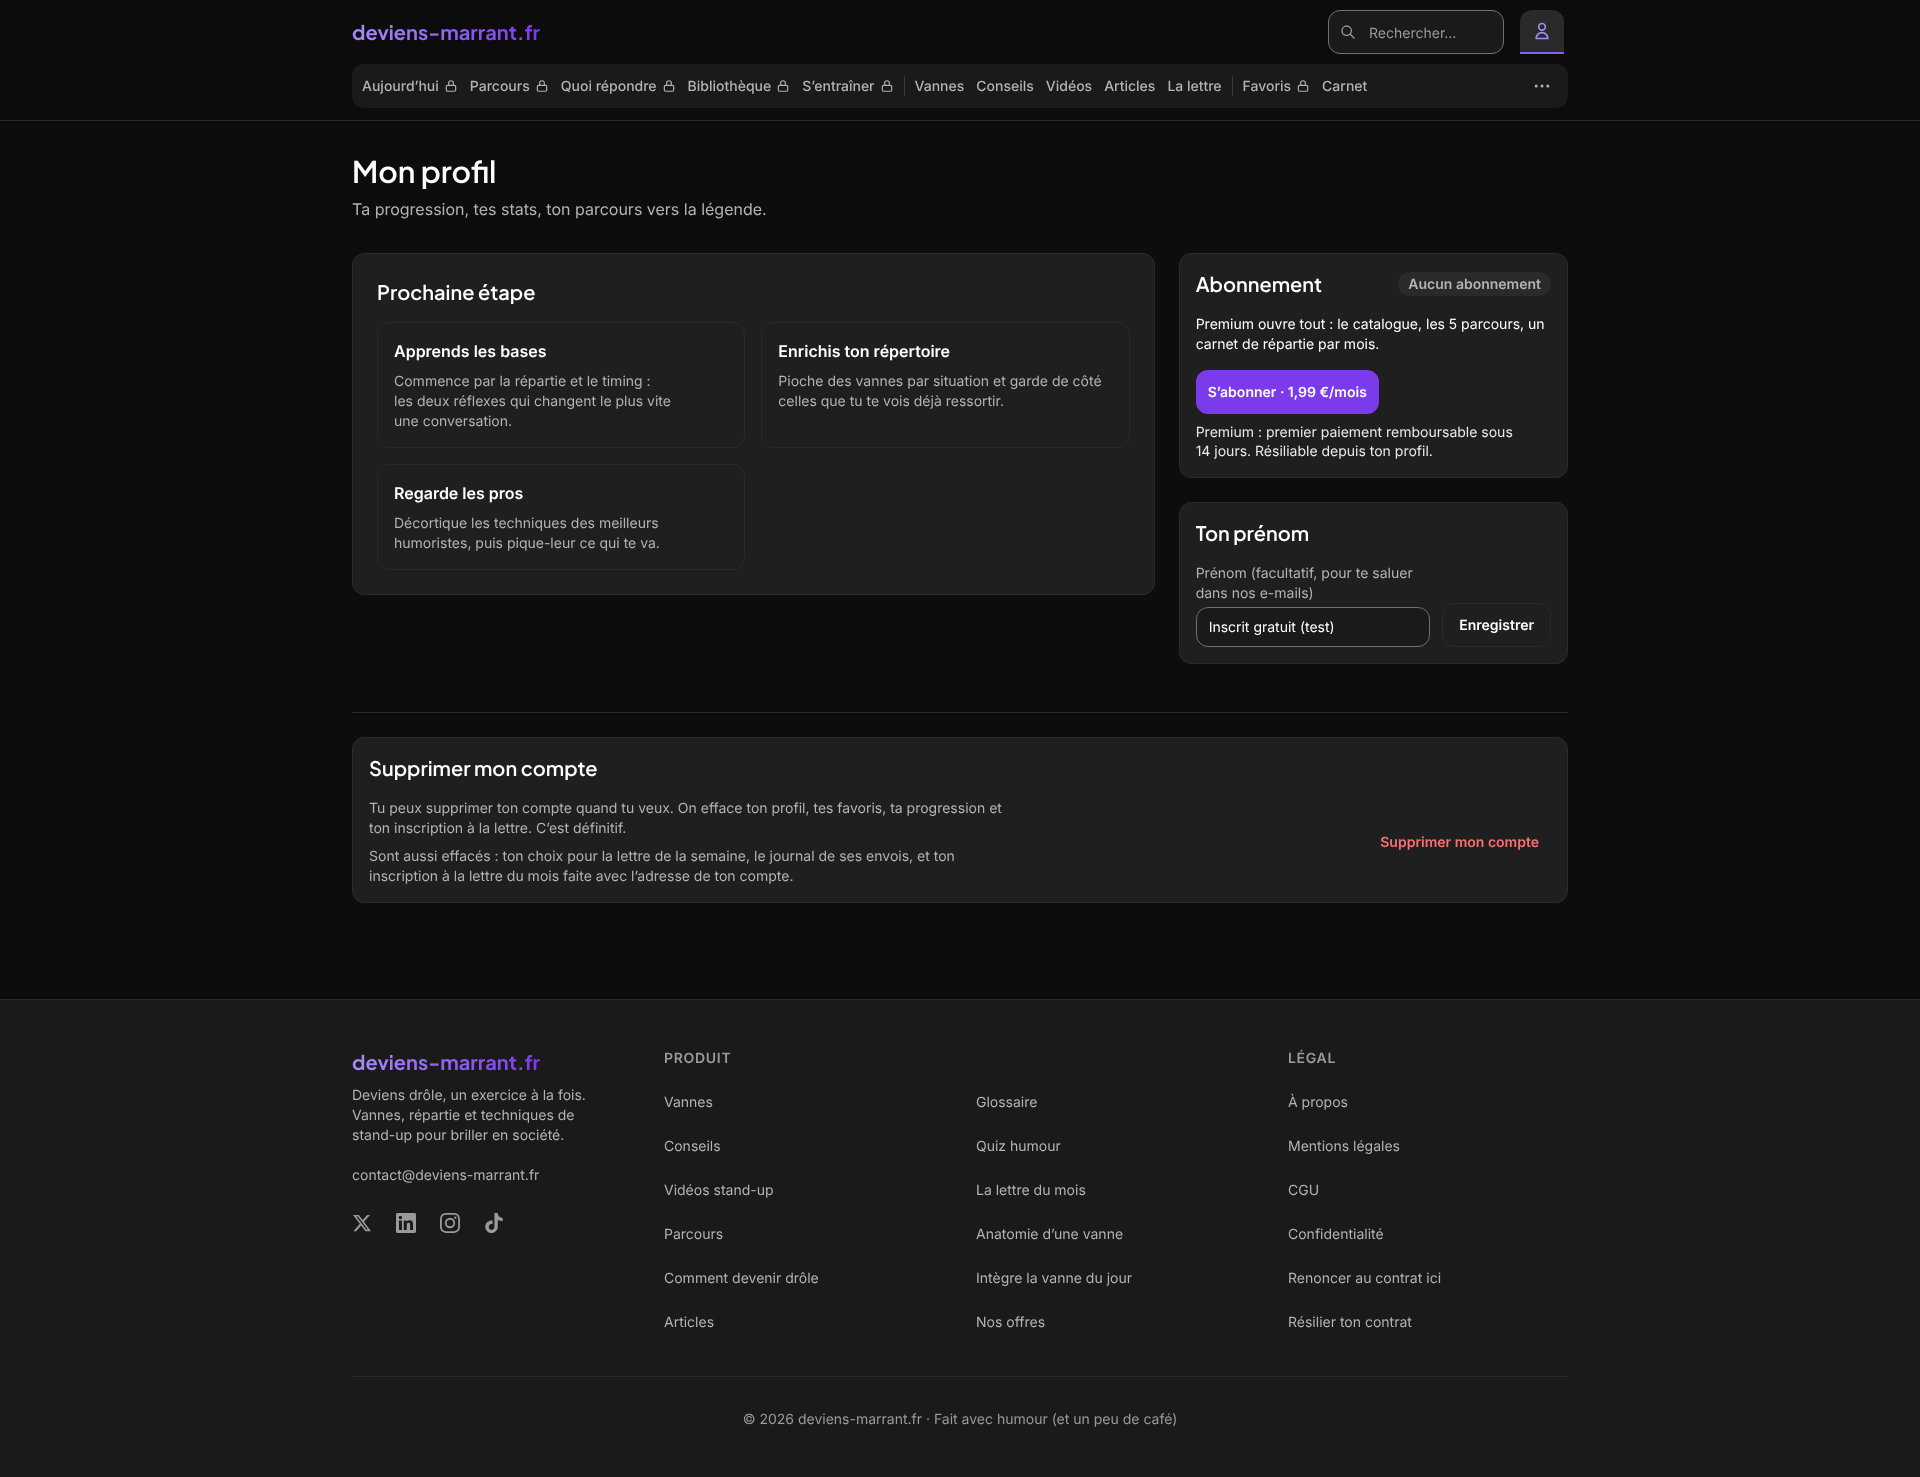 deviens-marrant.fr
Rechercher...
Aujourd’hui Parcours Quoi répondre Bibliothèque S’entraîner Vannes Conseils Vidéos Articles La lettre Favoris Carnet
Mon profil
Ta progression, tes stats, ton parcours vers la légende.
Prochaine étape
Apprends les bases
Commence par la répartie et le timing :
les deux réflexes qui changent le plus vite
une conversation.
Enrichis ton répertoire
Pioche des vannes par situation et garde de côté
celles que tu te vois déjà ressortir.
Regarde les pros
Décortique les techniques des meilleurs
humoristes, puis pique-leur ce qui te va.
Abonnement
Aucun abonnement
Premium ouvre tout : le catalogue, les 5 parcours, un
carnet de répartie par mois.
S’abonner · 1,99 €/mois
Premium : premier paiement remboursable sous
14 jours. Résiliable depuis ton profil.
Ton prénom
Prénom (facultatif, pour te saluer
dans nos e-mails)
Inscrit gratuit (test)
Enregistrer
Supprimer mon compte
Tu peux supprimer ton compte quand tu veux. On efface ton profil, tes favoris, ta progression et
ton inscription à la lettre. C’est définitif.
Sont aussi effacés : ton choix pour la lettre de la semaine, le journal de ses envois, et ton
inscription à la lettre du mois faite avec l’adresse de ton compte.
Supprimer mon compte
deviens-marrant.fr
Deviens drôle, un exercice à la fois.
Vannes, répartie et techniques de
stand-up pour briller en société.
contact@deviens-marrant.fr
PRODUIT
Vannes
Conseils
Vidéos stand-up
Parcours
Comment devenir drôle
Articles
Glossaire
Quiz humour
La lettre du mois
Anatomie d’une vanne
Intègre la vanne du jour
Nos offres
LÉGAL
À propos
Mentions légales
CGU
Confidentialité
Renoncer au contrat ici
Résilier ton contrat
© 2026 deviens-marrant.fr · Fait avec humour (et un peu de café)